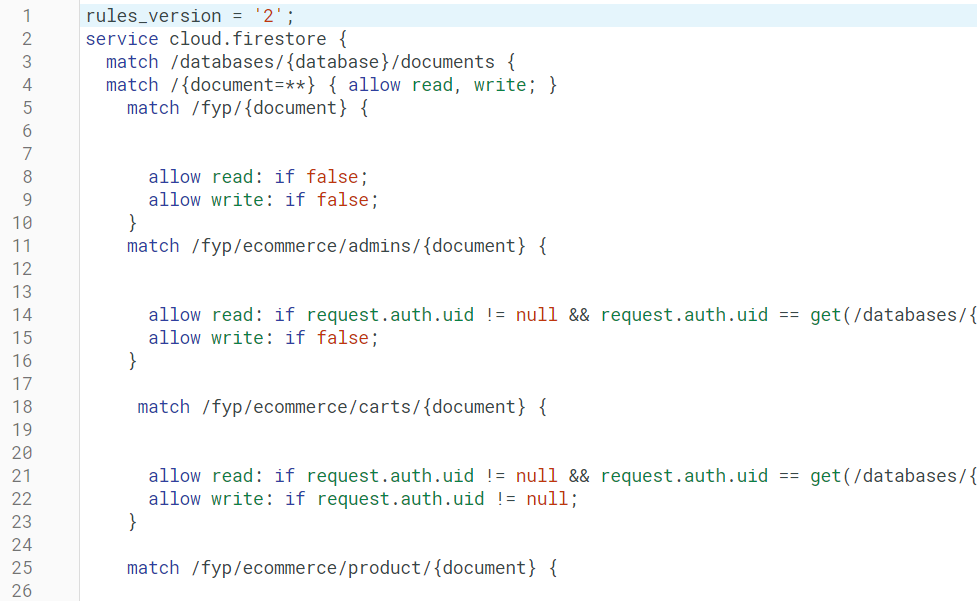 1 rules_version = '2';
2 service cloud.firestore {
3 match /databases/{database}/documents {
4 match /{document=**} { allow read, write; }
5 match /fyp/{document} {
6
7
8 allow read: if false;
9 allow write: if false;
10 }
11 match /fyp/ecommerce/admins/{document} {
12
13
14 allow read: if request.auth.uid != null && request.auth.uid == get(/databases/{
15 allow write: if false;
16 }
17
18 match /fyp/ecommerce/carts/{document} {
19
20
21 allow read: if request.auth.uid != null && request.auth.uid == get(/databases/{
22 allow write: if request.auth.uid != null;
23 }
24
25 match /fyp/ecommerce/product/{document} {
26